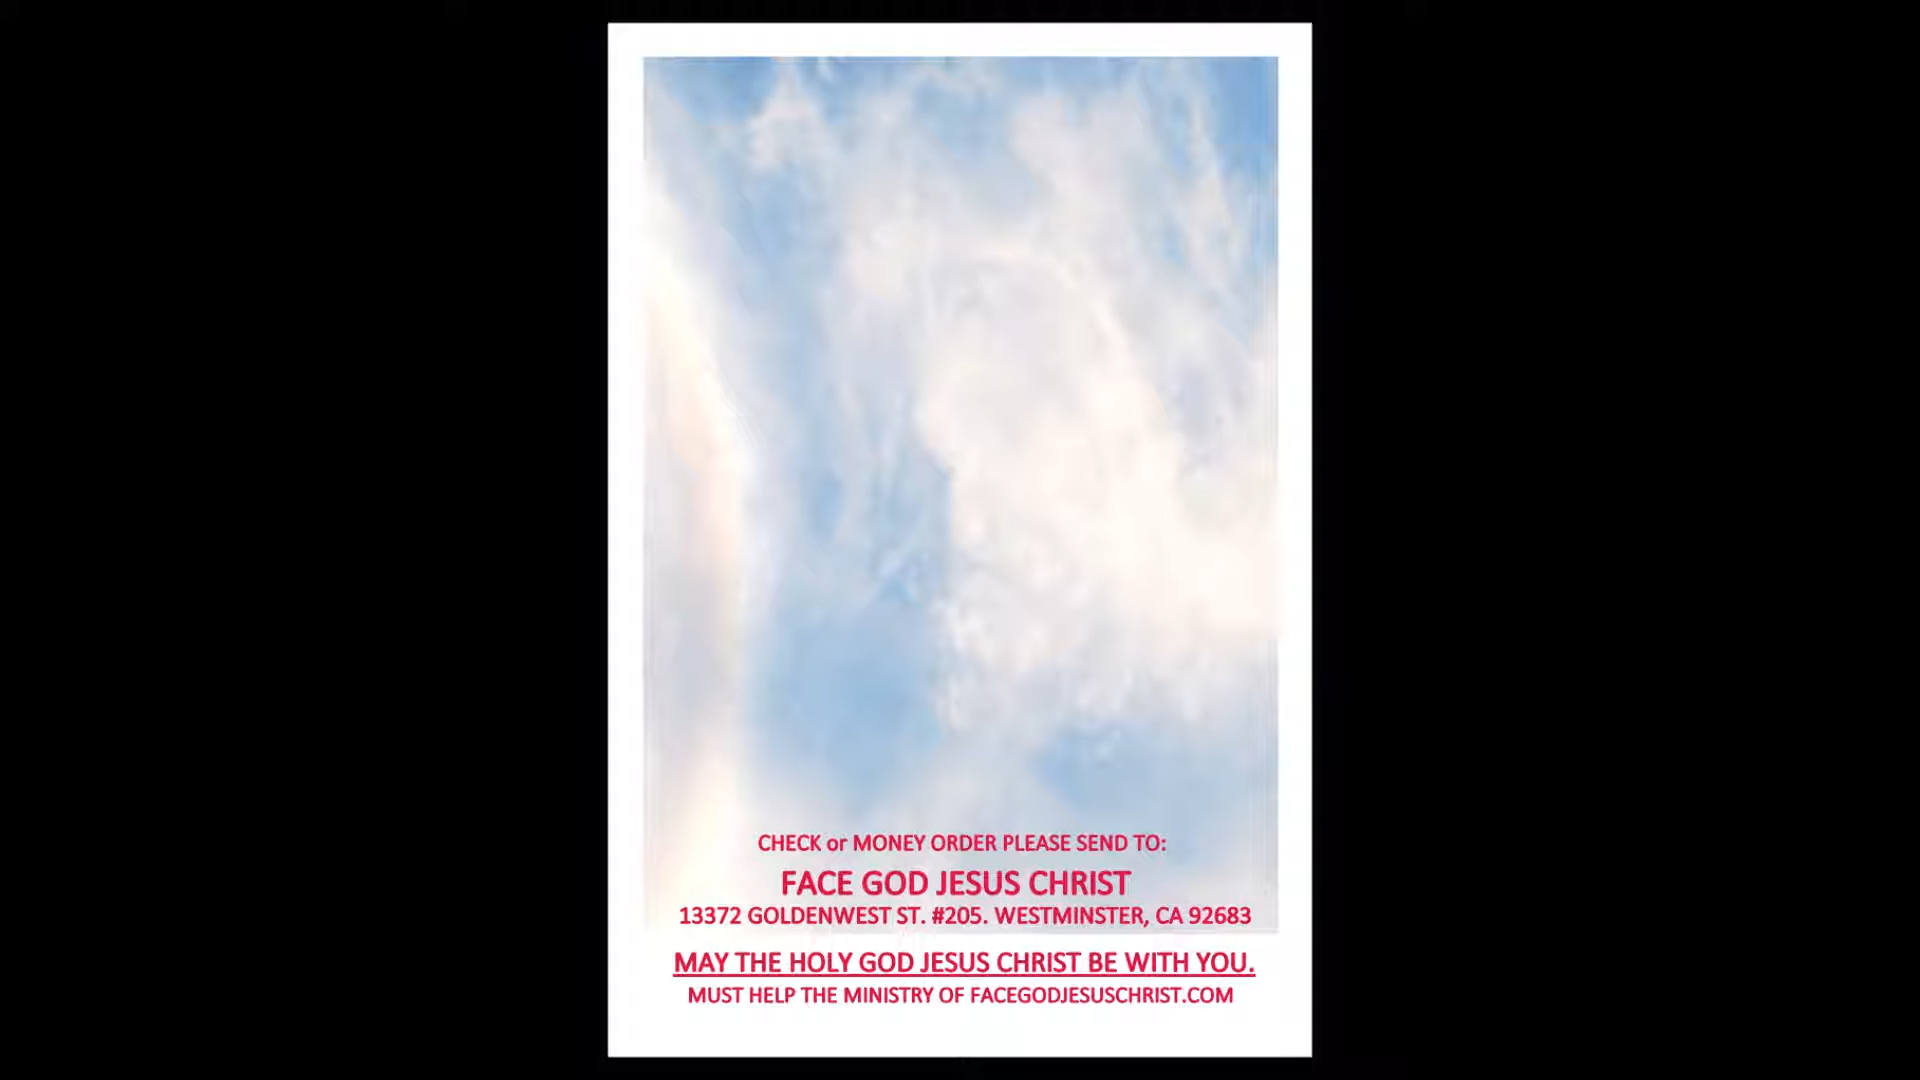 CHECK or MONEY ORDER PLEASE SEND TO:
FACE GOD JESUS CHRIST
13372 GOLDENWEST ST. #205. WESTMINSTER, CA 92683
MAY THE HOLY GOD JESUS CHRIST BE WITH YOU.
MUST HELP THE MINISTRY OF FACEGODJESUSCHRIST.COM